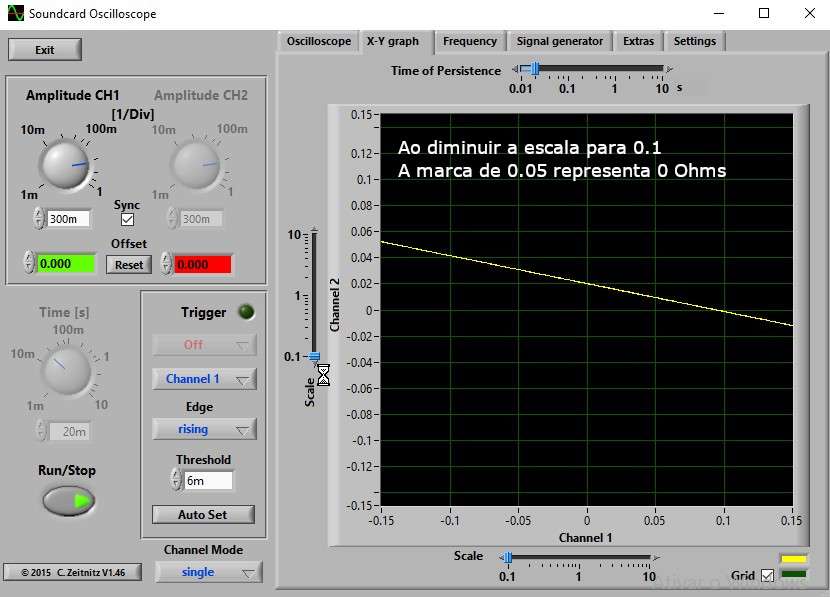 Soundcard Oscilloscope
Exit
Oscilloscope X-Y graph Frequency Signal generator Extras Settings
Amplitude CH1 Amplitude CH2
[1/Div]
10m 100m 10m 100m
1m 1 1m 1
Sync
300m 300m
Offset
0.000 Reset 0.000
Time [s]
100m
10m 1
1m 10
20m
Run/Stop
© 2015 C. Zeitnitz V1.46
Trigger
Off
Channel 1
Edge
rising
Threshold
6m
Auto Set
Channel Mode
single
Time of Persistence
0.01 0.1 1 10 s
Ao diminuir a escala para 0.1
A marca de 0.05 representa 0 Ohms
10
1
0.1
Scale
Channel 2
0.15
0.12
0.1
0.08
0.06
0.04
0.02
0
-0.02
-0.04
-0.06
-0.08
-0.1
-0.12
-0.15
-0.15 -0.1 -0.05 0 0.05 0.1 0.15
Channel 1
Scale
0.1 1 10
Grid
Ativar o Windows